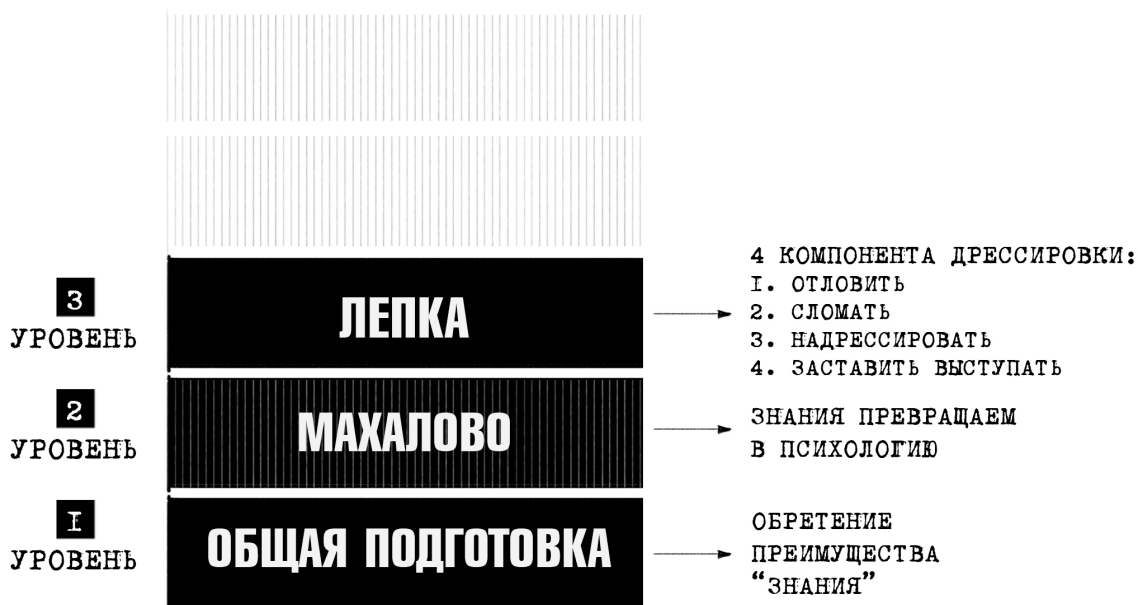 3
УРОВЕНЬ
ЛЕПКА
4 КОМПОНЕНТА ДРЕССИРОВКИ:
I. ОТЛОВИТЬ
2. СЛОМАТЬ
3. НАДРЕССИРОВАТЬ
4. ЗАСТАВИТЬ ВЫСТУПАТЬ
2
УРОВЕНЬ
МАХАЛОВО
ЗНАНИЯ ПРЕВРАЩАЕМ
В ПСИХОЛОГИЮ
I
УРОВЕНЬ
ОБЩАЯ ПОДГОТОВКА
ОБРЕТЕНИЕ
ПРЕИМУЩЕСТВА
“ЗНАНИЯ”